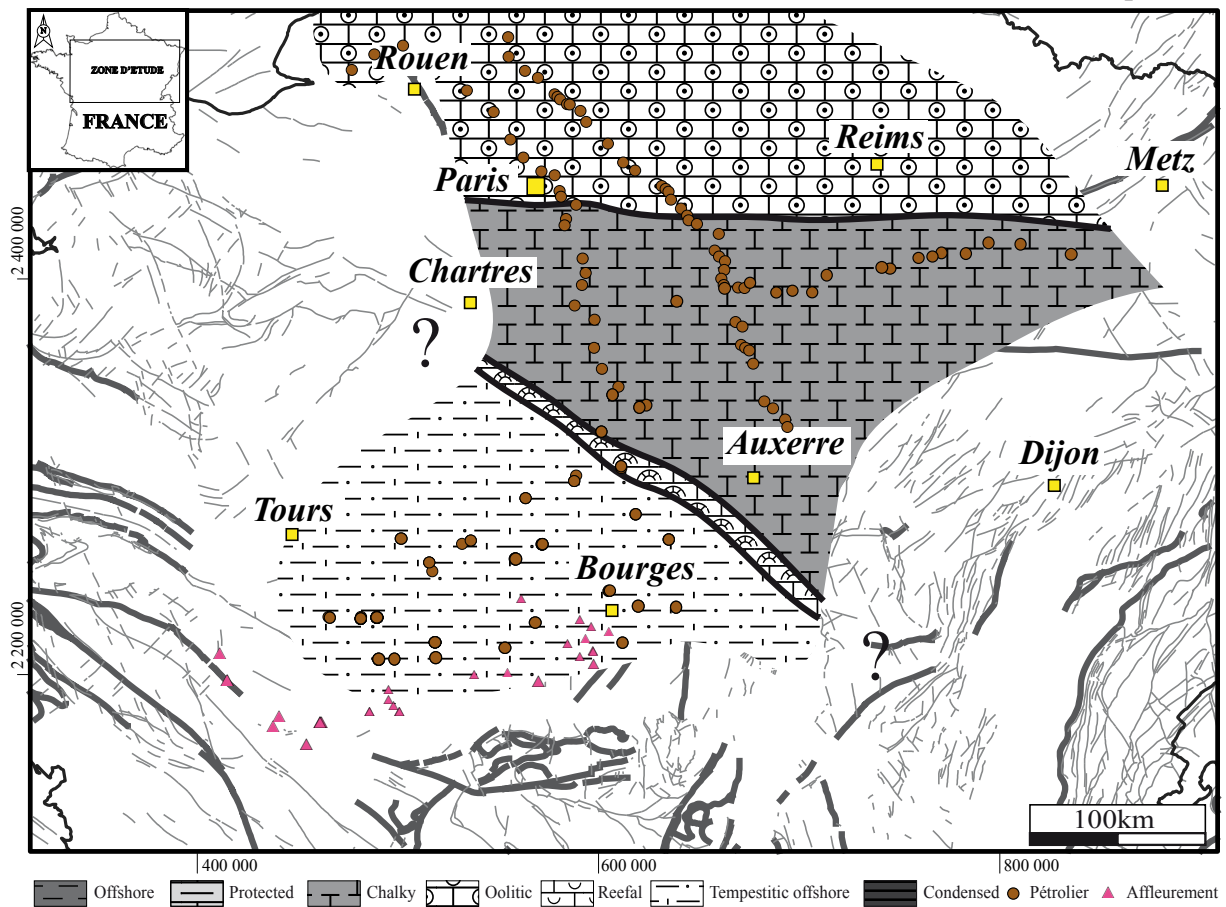 N
ZONE D'ETUDE
FRANCE
Rouen
Reims
Metz
Paris
2 400 000
Chartres
?
Auxerre
Dijon
Tours
Bourges
?
2 200 000
100km
400 000
600 000
800 000
Offshore
Protected
Chalky
Oolitic
Reefal
Tempestitic offshore
Condensed
Pétrolier
Affleurement